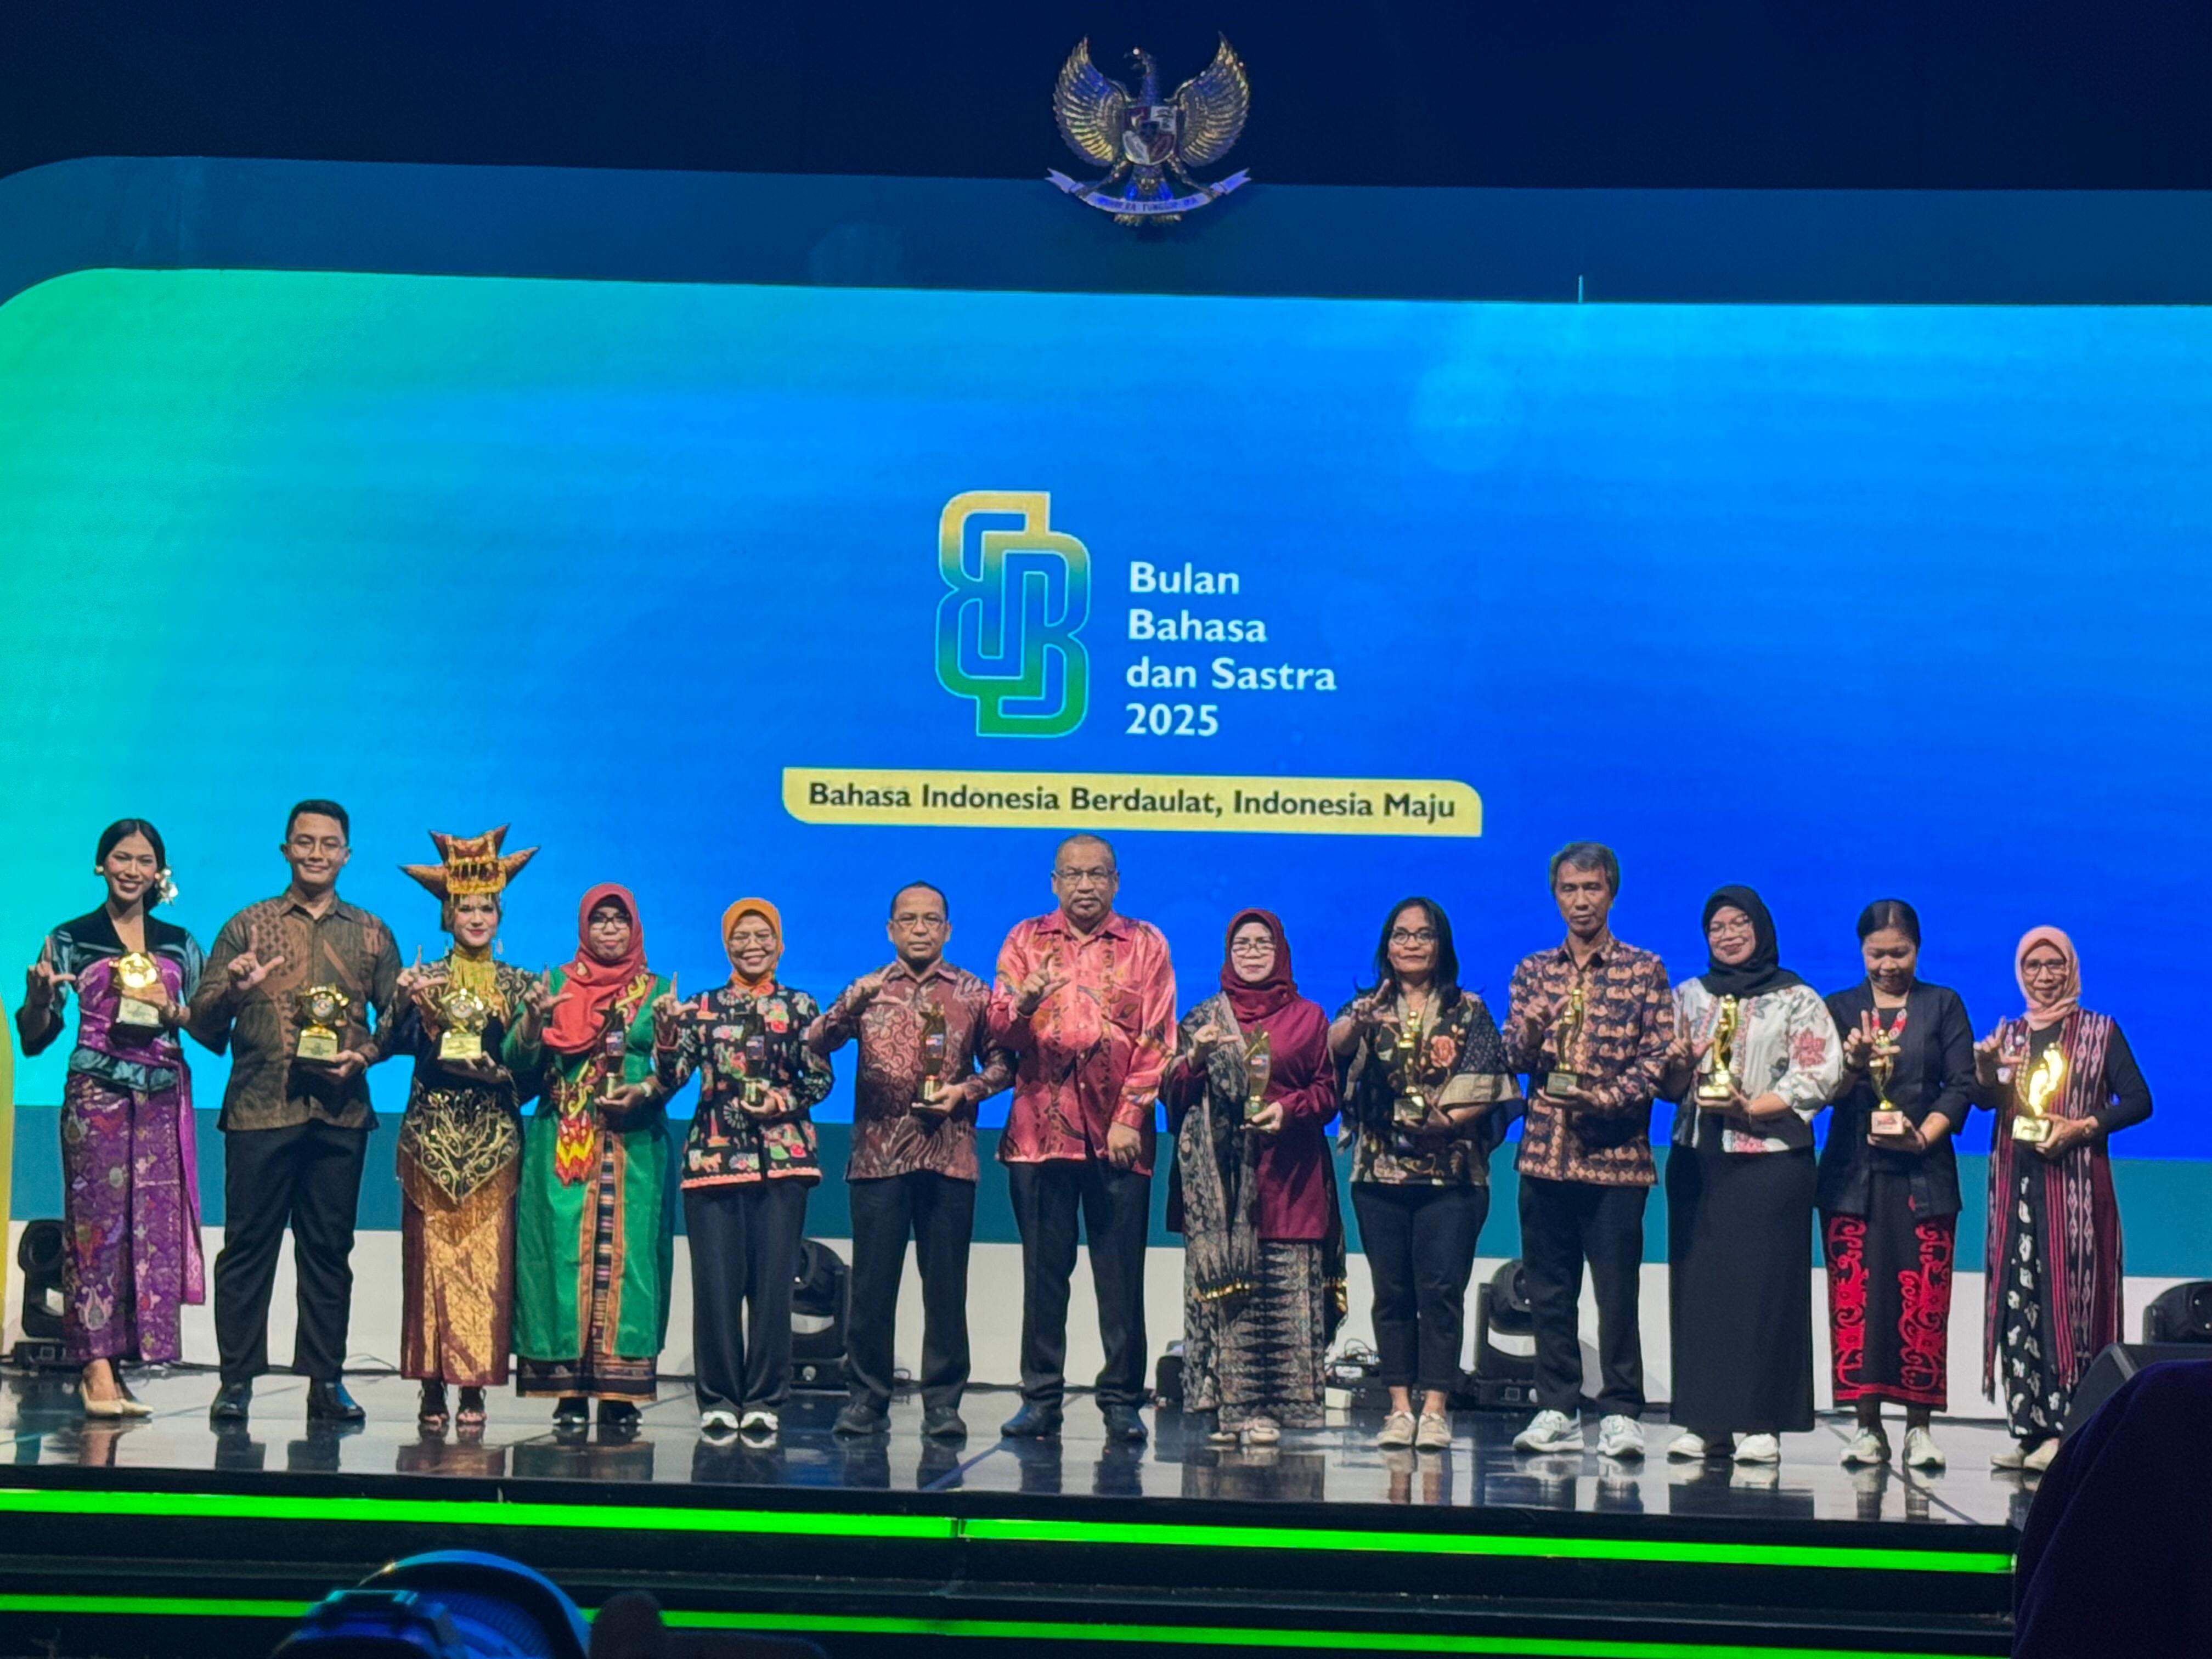 Bulan
Bahasa
dan Sastra
2025
Bahasa Indonesia Berdaulat, Indonesia Maju